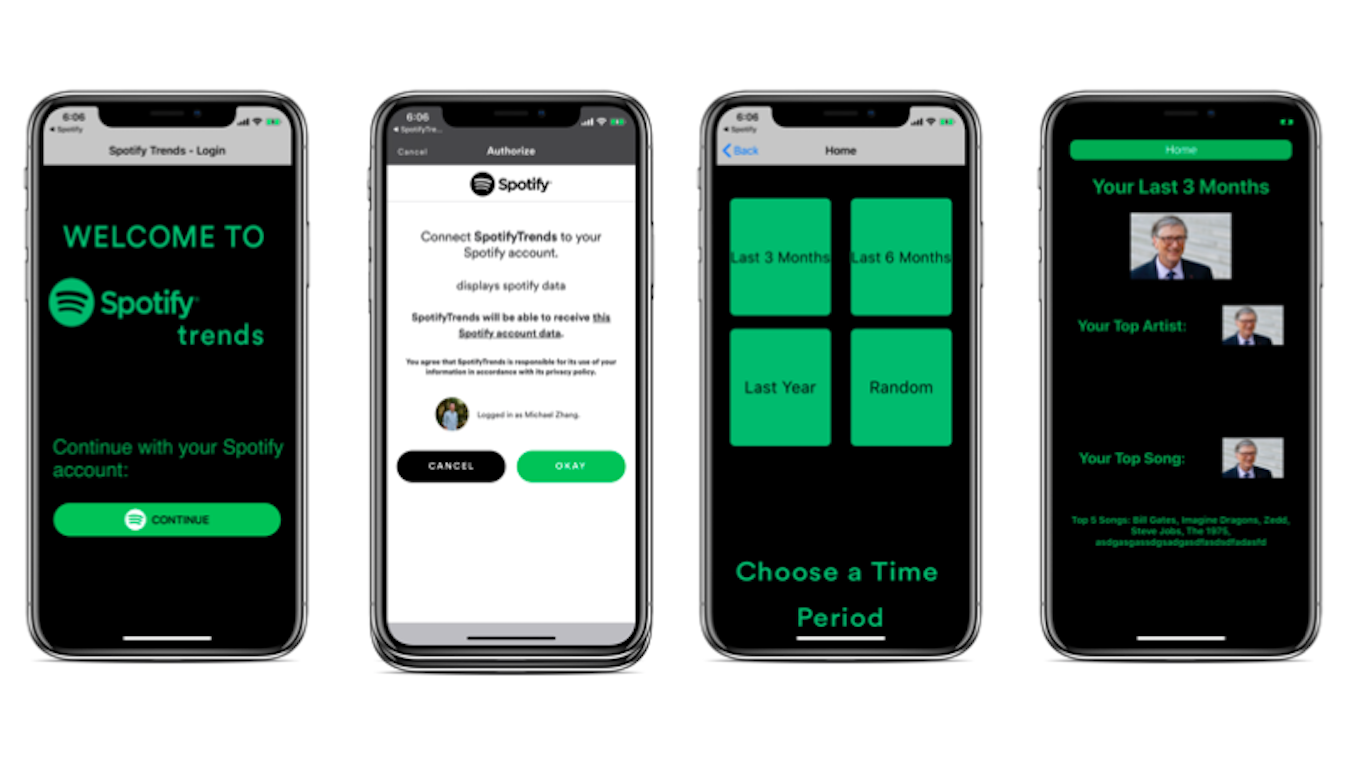 6:06
Spotify
Spotify Trends - Login
WELCOME TO
Spotify
trends
Continue with your Spotify
account:
CONTINUE
6:06
SpotifyTre...
Cancel
Authorize
Spotify
Connect SpotifyTrends to your
Spotify account.
displays spotify data
SpotifyTrends will be able to receive this
Spotify account data.
You agree that SpotifyTrends is responsible for its use of your
information in accordance with its privacy policy.
Logged in as Michael Zhang.
CANCEL
OKAY
6:06
Spotify
Back
Home
Last 3 Months
Last 6 Months
Last Year
Random
Choose a Time
Period
Home
Your Last 3 Months
Your Top Artist:
Your Top Song:
Top 5 Songs: Bill Gates, Imagine Dragons, Zedd,
Steve Jobs, The 1975,